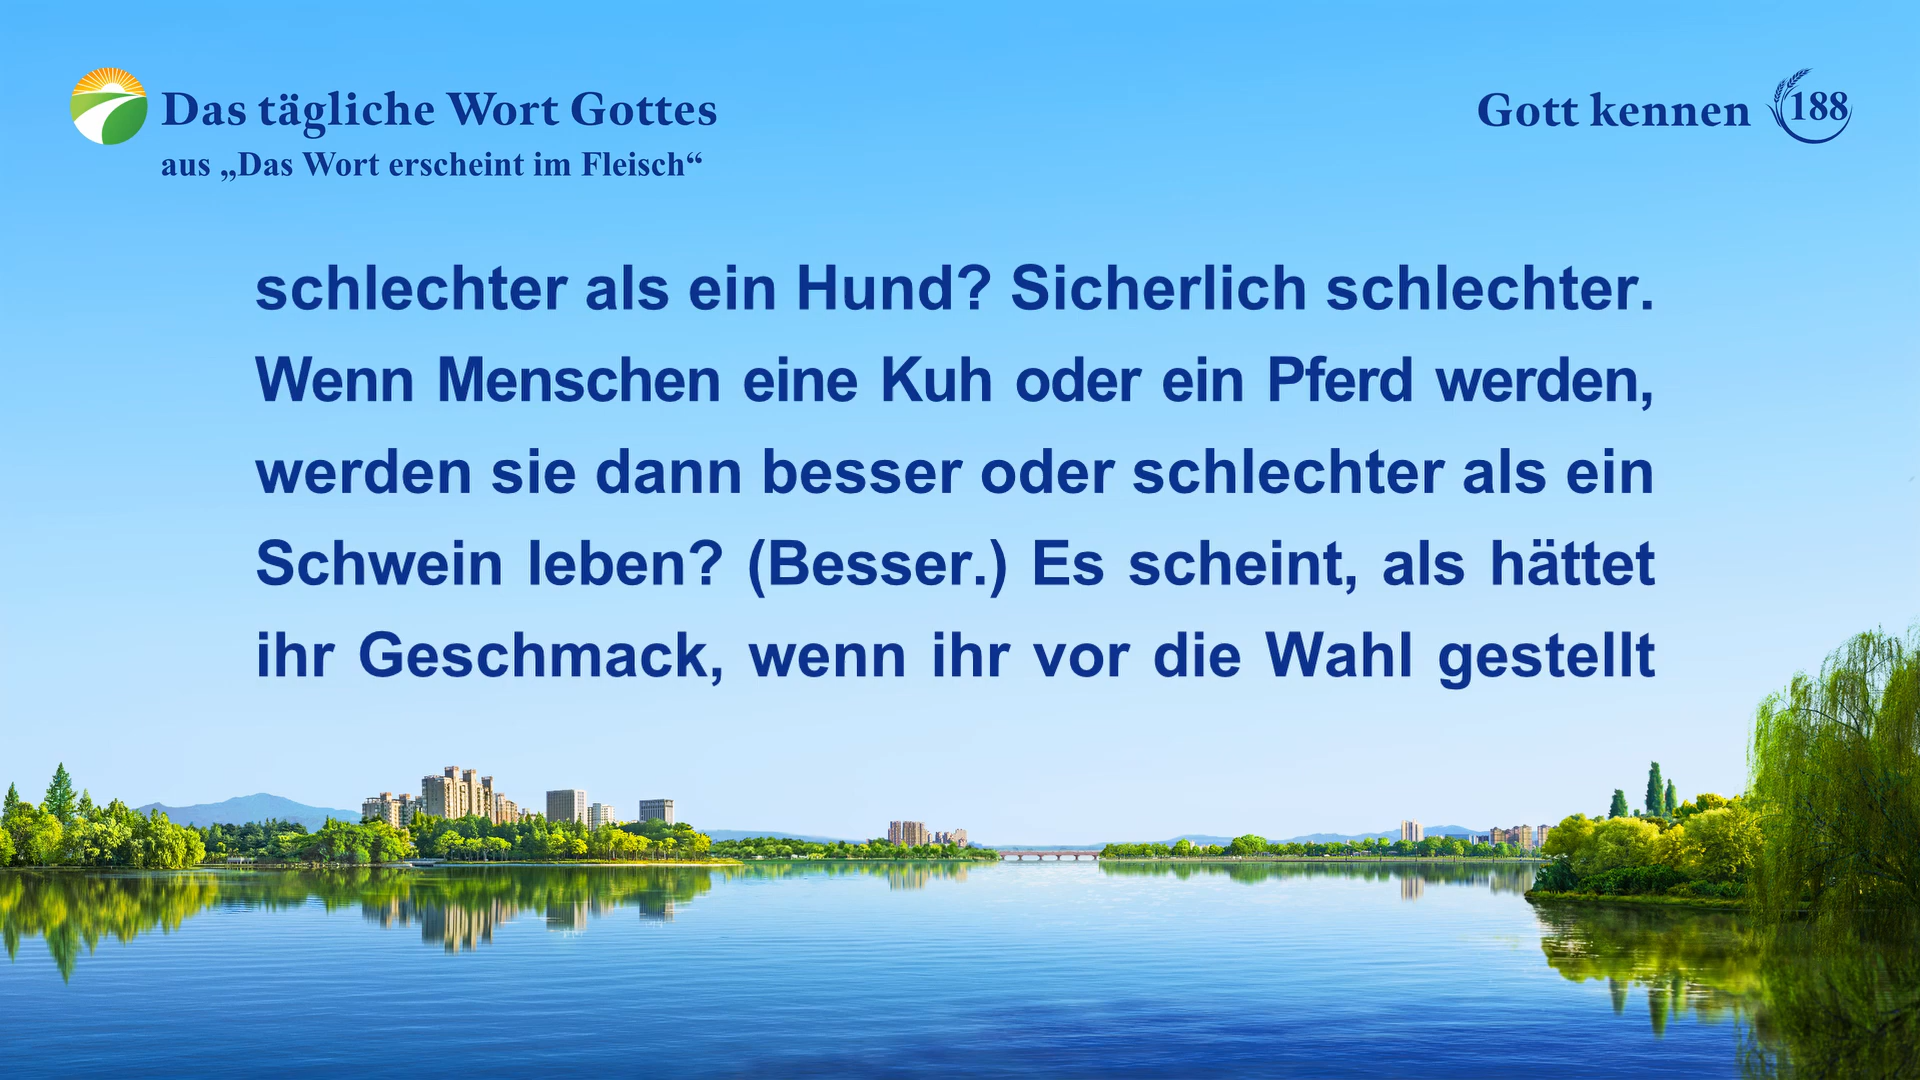 Das tägliche Wort Gottes
aus „Das Wort erscheint im Fleisch“
Gott kennen 188
schlechter als ein Hund? Sicherlich schlechter.
Wenn Menschen eine Kuh oder ein Pferd werden,
werden sie dann besser oder schlechter als ein
Schwein leben? (Besser.) Es scheint, als hättet
ihr Geschmack, wenn ihr vor die Wahl gestellt